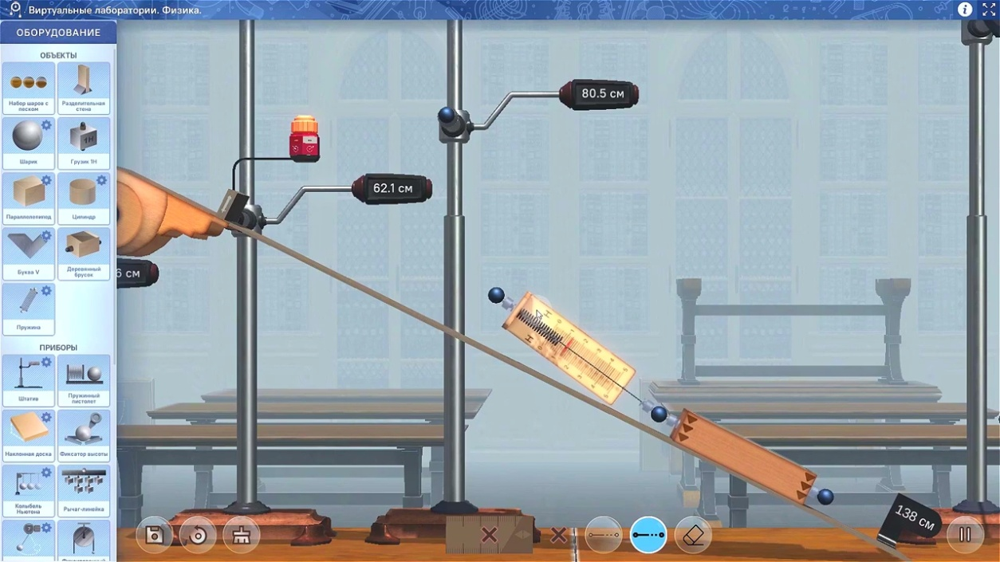 Виртуальные лаборатории. Физика.
ОБОРУДОВАНИЕ
ОБЪЕКТЫ
Набор шаров с песком
Разделительная стена
Шарик
Грузик 1Н
1Н
Параллелепипед
Цилиндр
Буква V
Деревянный брусок
Пружина
ПРИБОРЫ
Штатив
Пружинный пистолет
Наклонная доска
Фиксатор высоты
Колыбель Ньютона
Рычаг-линейка
80.5 см
62.1 см
6 см
138 см